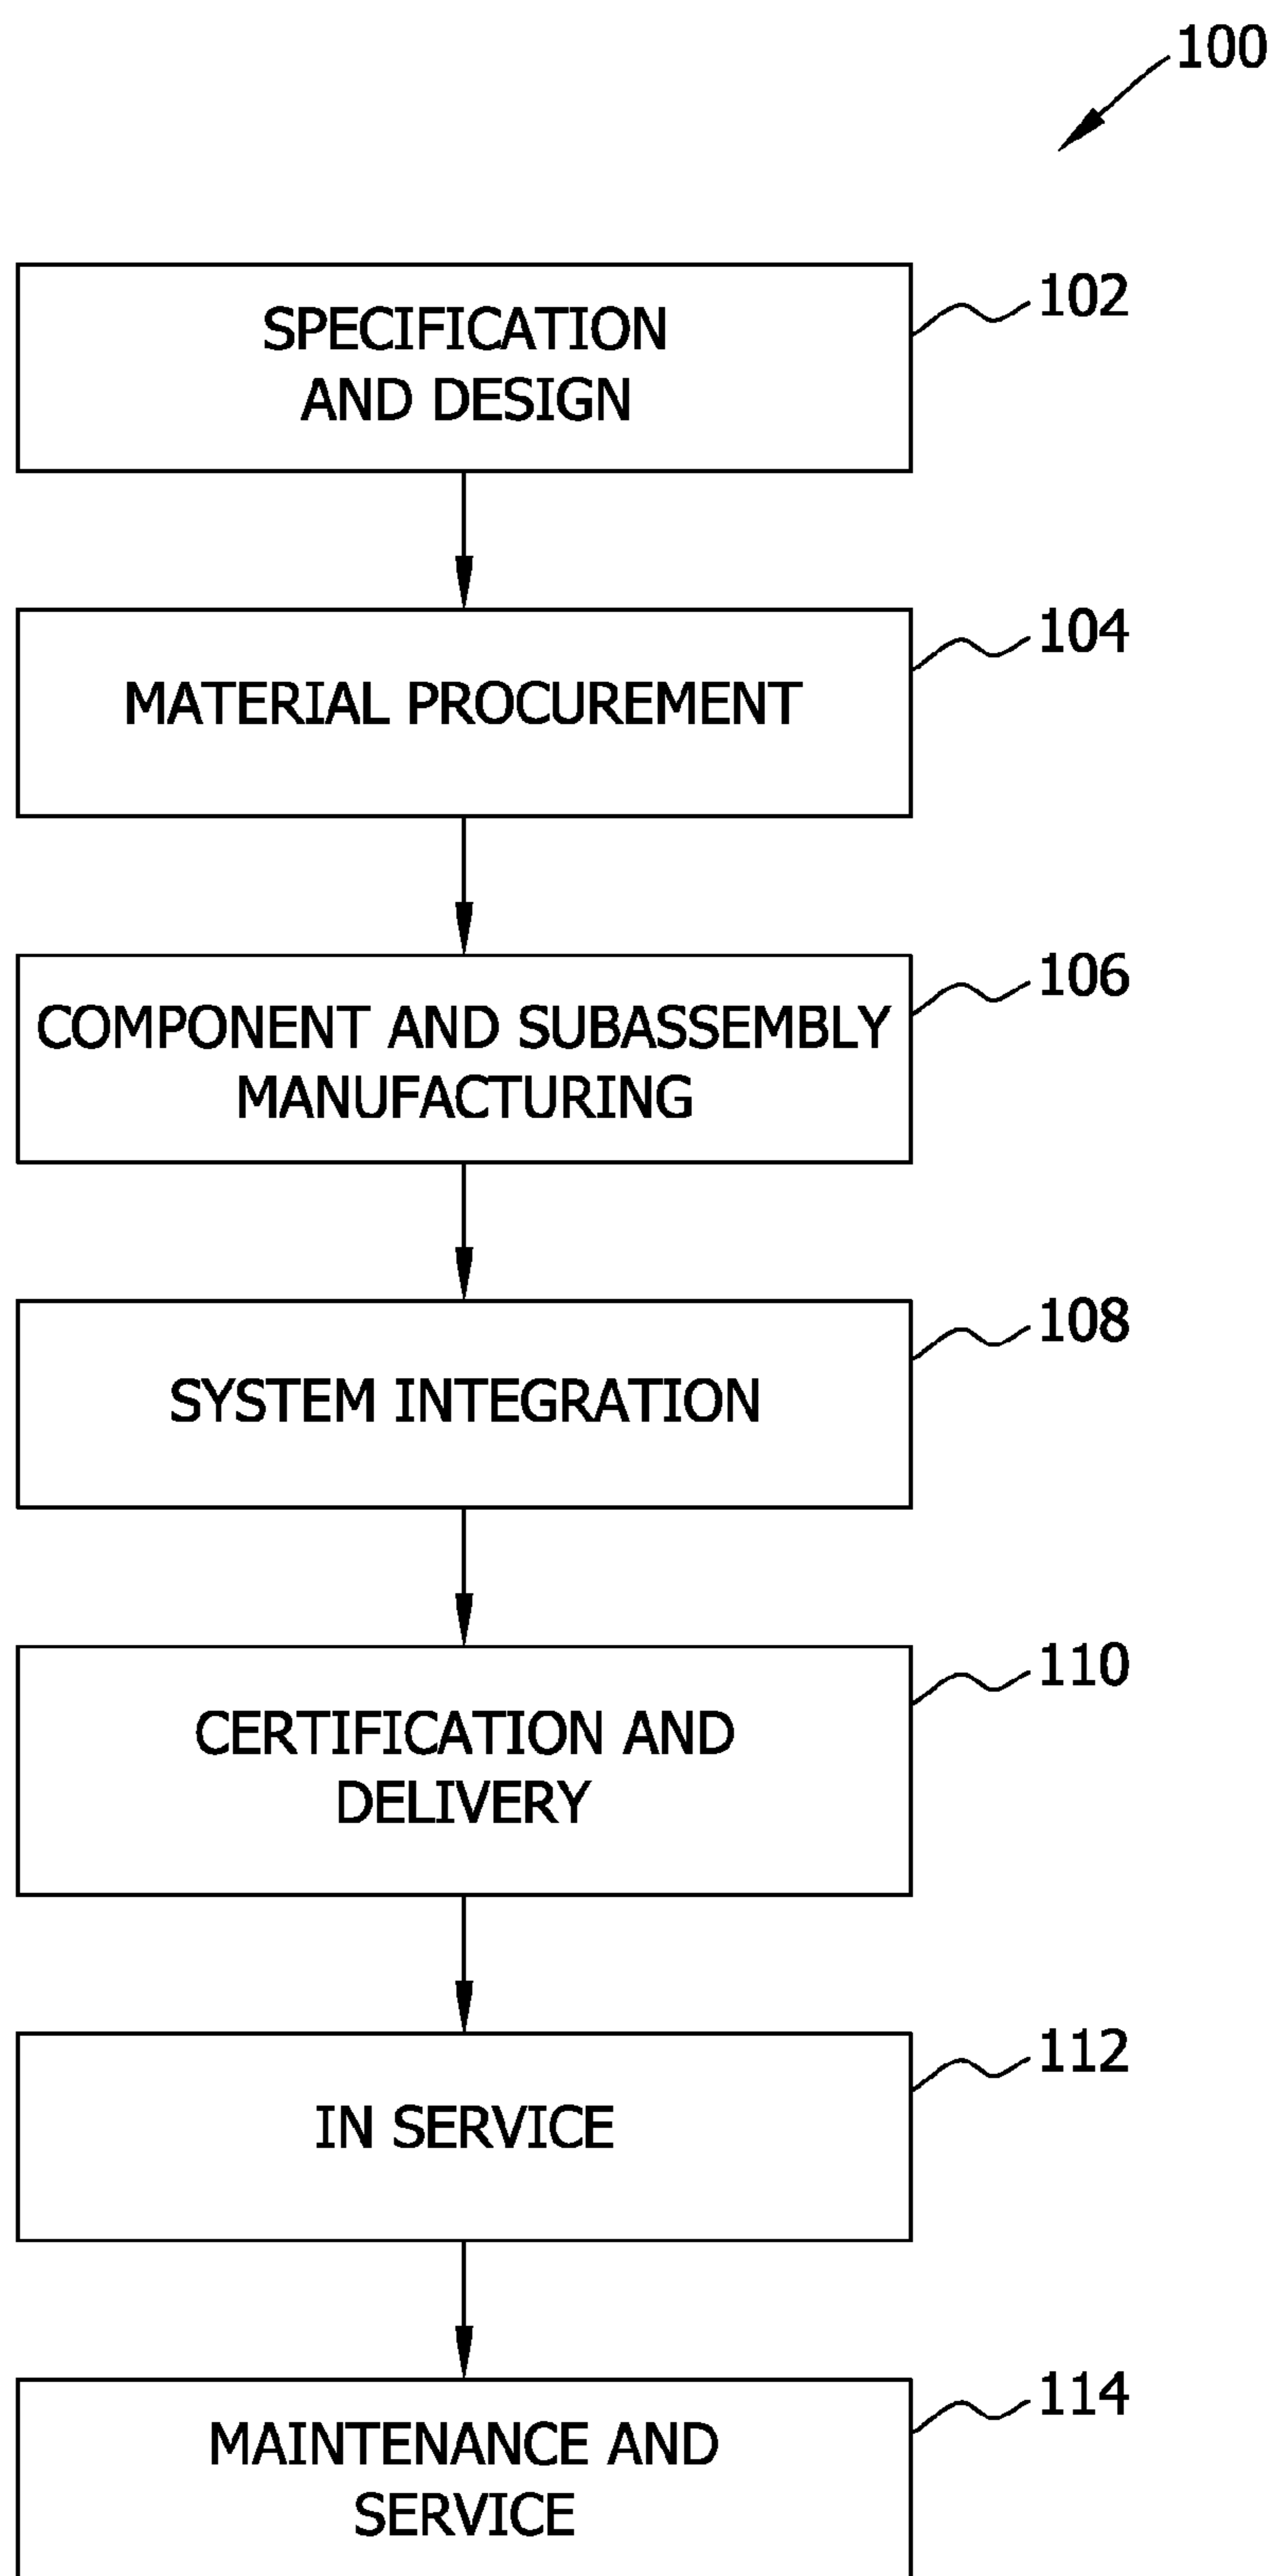 100
SPECIFICATION
AND DESIGN
102
MATERIAL PROCUREMENT
104
COMPONENT AND SUBASSEMBLY
MANUFACTURING
106
SYSTEM INTEGRATION
108
CERTIFICATION AND
DELIVERY
110
IN SERVICE
112
MAINTENANCE AND
SERVICE
114